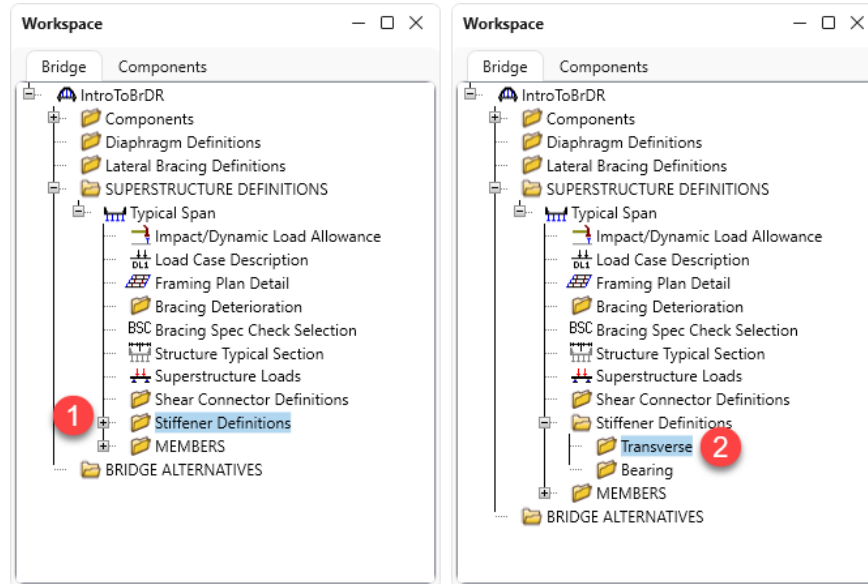 Workspace
Bridge Components
IntroToBrDR
Components
Diaphragm Definitions
Lateral Bracing Definitions
SUPERSTRUCTURE DEFINITIONS
Typical Span
Impact/Dynamic Load Allowance
DL1 Load Case Description
Framing Plan Detail
Bracing Deterioration
BSC Bracing Spec Check Selection
Structure Typical Section
Superstructure Loads
Shear Connector Definitions
1 Stiffener Definitions
MEMBERS
BRIDGE ALTERNATIVES
Workspace
Bridge Components
IntroToBrDR
Components
Diaphragm Definitions
Lateral Bracing Definitions
SUPERSTRUCTURE DEFINITIONS
Typical Span
Impact/Dynamic Load Allowance
DL1 Load Case Description
Framing Plan Detail
Bracing Deterioration
BSC Bracing Spec Check Selection
Structure Typical Section
Superstructure Loads
Shear Connector Definitions
Stiffener Definitions
Transverse 2
Bearing
MEMBERS
BRIDGE ALTERNATIVES